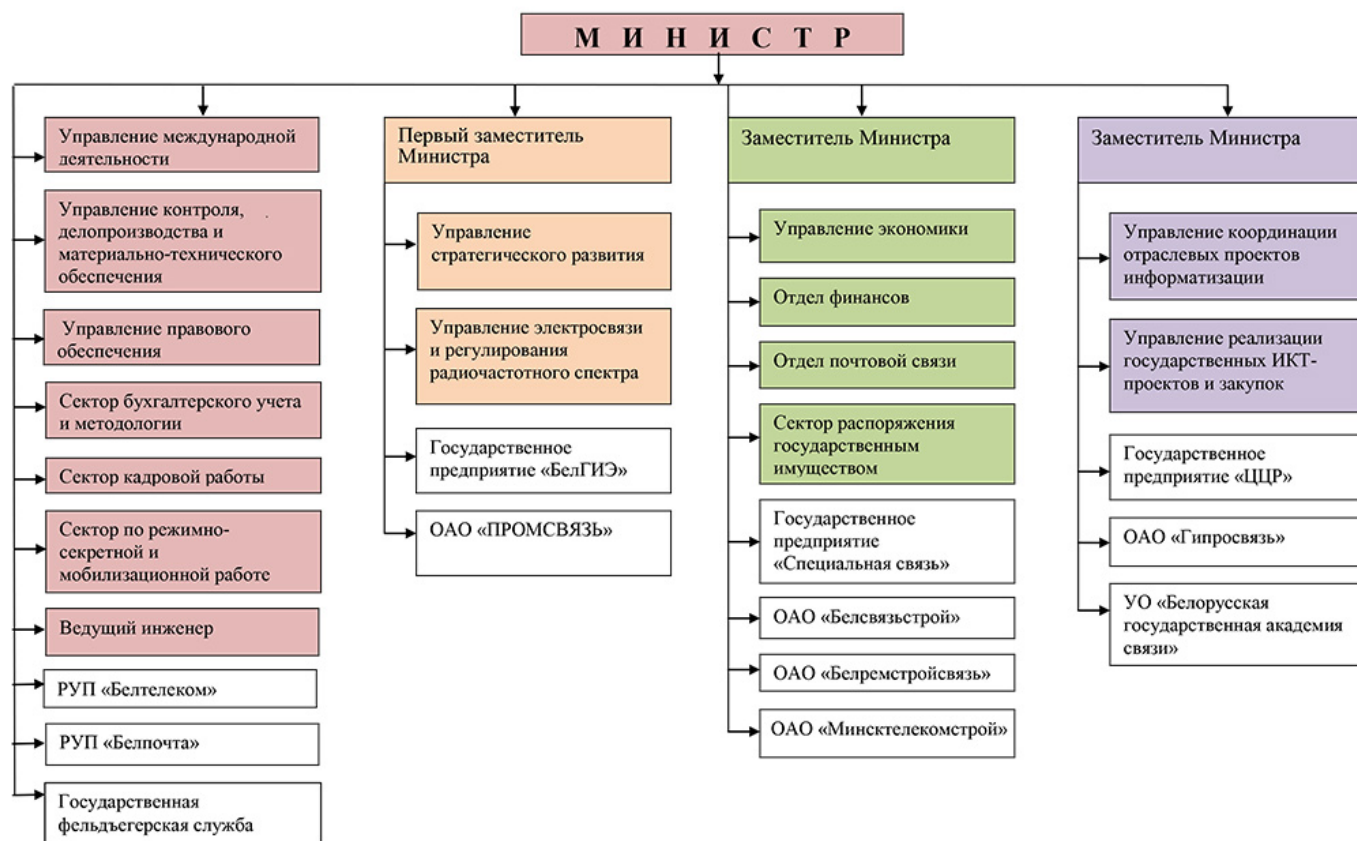 М И Н И С Т Р
Управление международной
деятельности
Управление контроля,
делопроизводства и
материально-технического
обеспечения
Управление правового
обеспечения
Сектор бухгалтерского учета
и методологии
Сектор кадровой работы
Сектор по режимно-
секретной и
мобилизационной работе
Ведущий инженер
РУП «Белтелеком»
РУП «Белпочта»
Государственная
фельдъегерская служба
Первый заместитель
Министра
Управление
стратегического развития
Управление электросвязи
и регулирования
радиочастотного спектра
Государственное
предприятие «БелГИЭ»
ОАО «ПРОМСВЯЗЬ»
Заместитель Министра
Управление экономики
Отдел финансов
Отдел почтовой связи
Сектор распоряжения
государственным
имуществом
Государственное
предприятие
«Специальная связь»
ОАО «Белсвязьстрой»
ОАО «Белремстройсвязь»
ОАО «Минсктелекомстрой»
Заместитель Министра
Управление координации
отраслевых проектов
информатизации
Управление реализации
государственных ИКТ-
проектов и закупок
Государственное
предприятие «ЦЦР»
ОАО «Гипросвязь»
УО «Белорусская
государственная академия
связи»